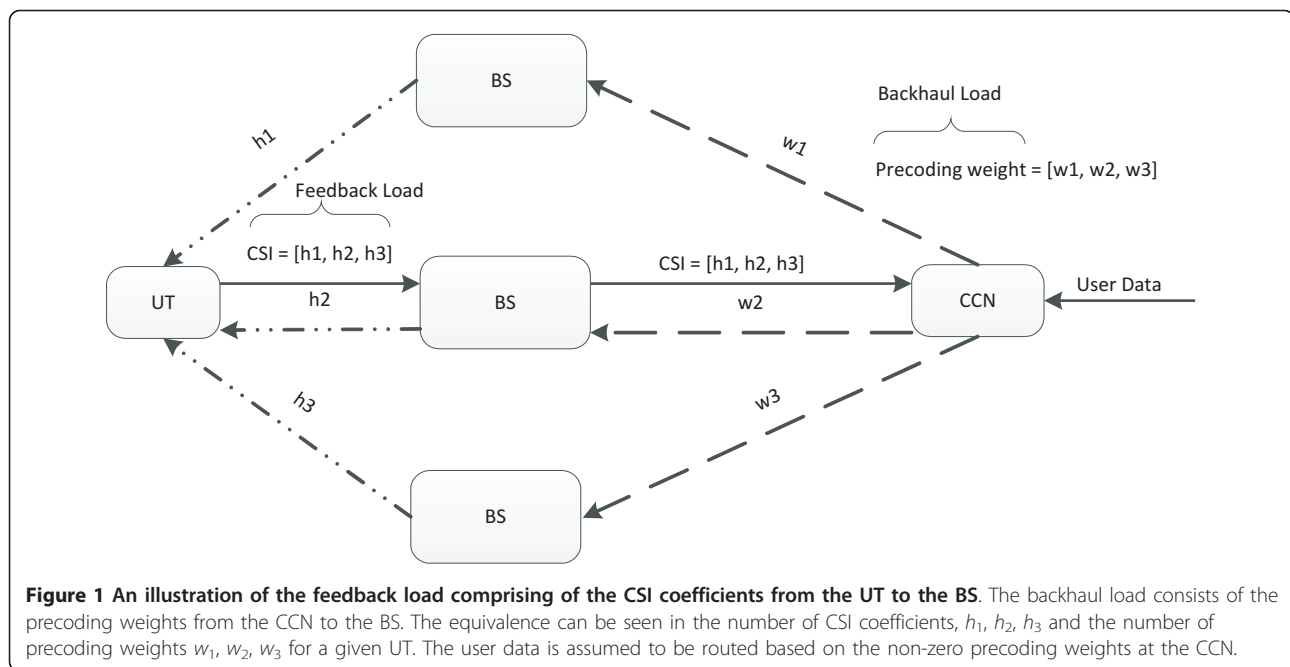 BS
Backhaul Load
h1
w1
Precoding weight = [w1, w2, w3]
Feedback Load
CSI = [h1, h2, h3]
CSI = [h1, h2, h3]
User Data
UT
h2
BS
w2
CCN
h3
w3
BS
Figure 1 An illustration of the feedback load comprising of the CSI coefficients from the UT to the BS. The backhaul load consists of the
precoding weights from the CCN to the BS. The equivalence can be seen in the number of CSI coefficients, h₁, h₂, h₃ and the number of
precoding weights w₁, w₂, w₃ for a given UT. The user data is assumed to be routed based on the non-zero precoding weights at the CCN.